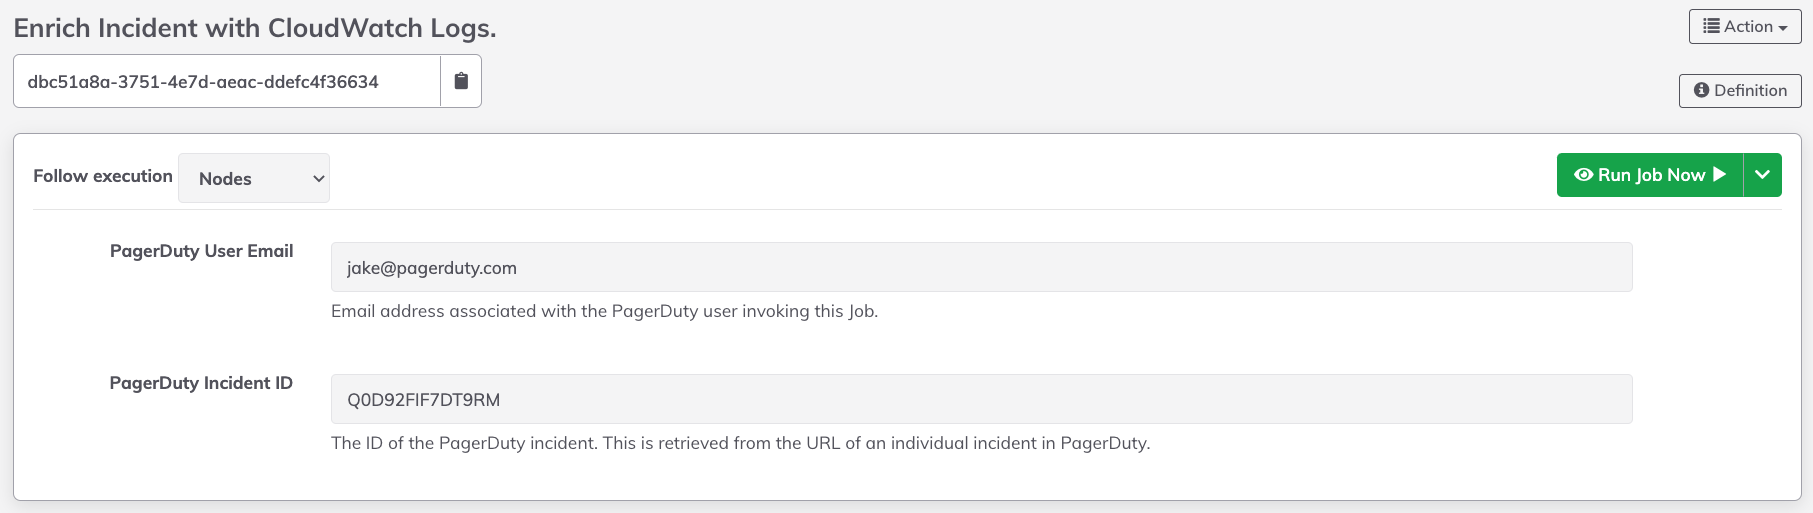 Enrich Incident with CloudWatch Logs.
Action
dbc51a8a-3751-4e7d-aeac-ddefc4f36634
Definition
Follow execution Nodes
Run Job Now
PagerDuty User Email
jake@pagerduty.com
Email address associated with the PagerDuty user invoking this Job.
PagerDuty Incident ID
Q0D92FIF7DT9RM
The ID of the PagerDuty incident. This is retrieved from the URL of an individual incident in PagerDuty.